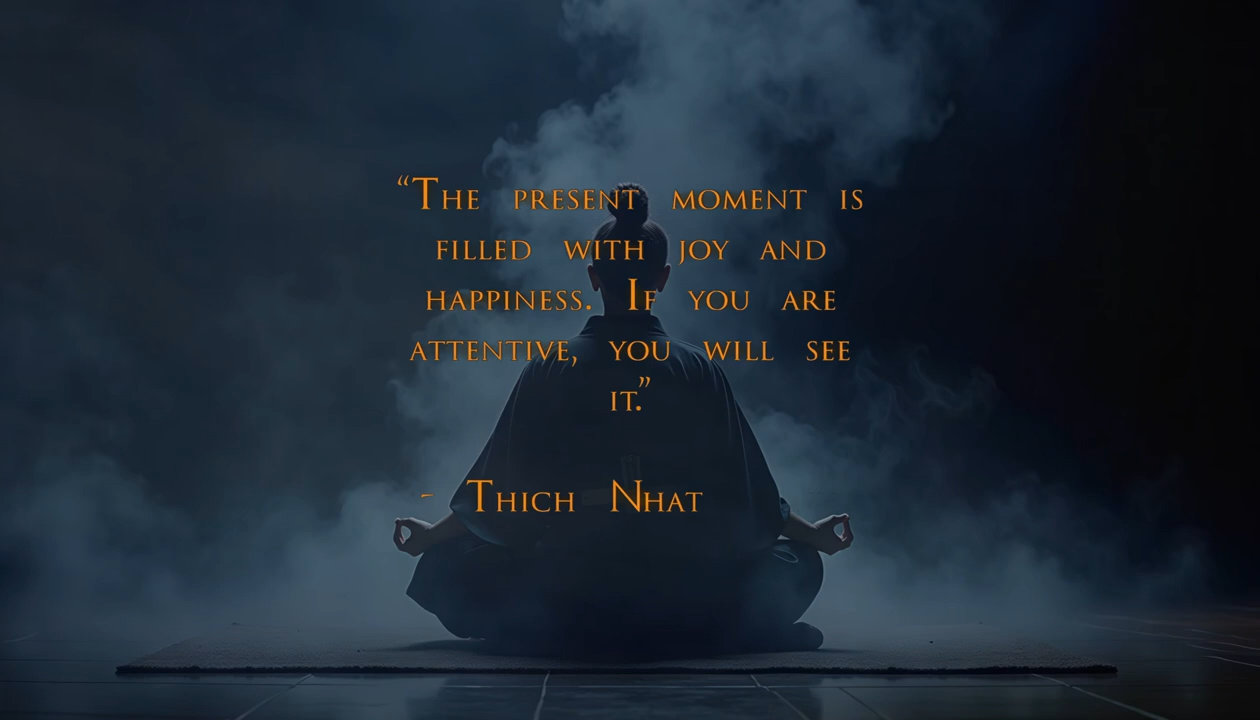 “The present moment is
filled with joy and
happiness. If you are
attentive, you will see
it.”
- Thich Nhat